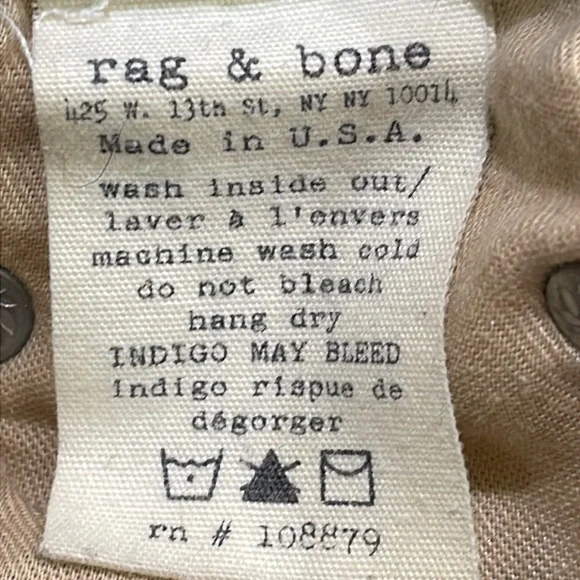 rag & bone
425 W. 13th St, NY NY 10014
Made in U.S.A.
wash inside out/
laver à l'envers
machine wash cold
do not bleach
hang dry
INDIGO MAY BLEED
Indigo rispue de
dégorger
rn # 108879